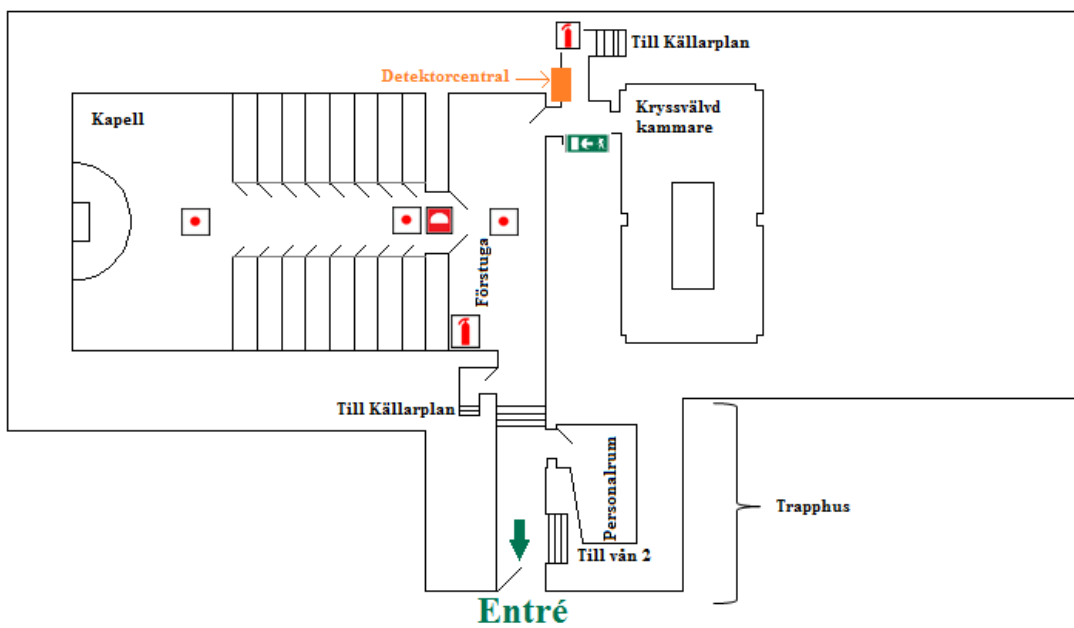 Till Källarplan
Detektorcentral
Kapell
Kryssvälvd
kammare
Förstuga
Till Källarplan
Personalrum
Trapphus
Till vån 2
Entré